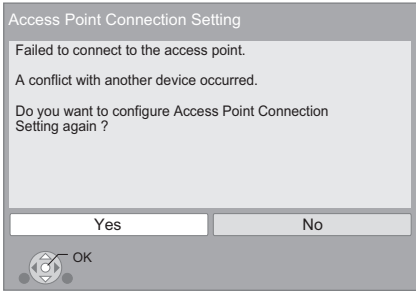 Access Point Connection Setting
Failed to connect to the access point.
A conflict with another device occurred.
Do you want to configure Access Point Connection
Setting again ?
Yes
No
OK